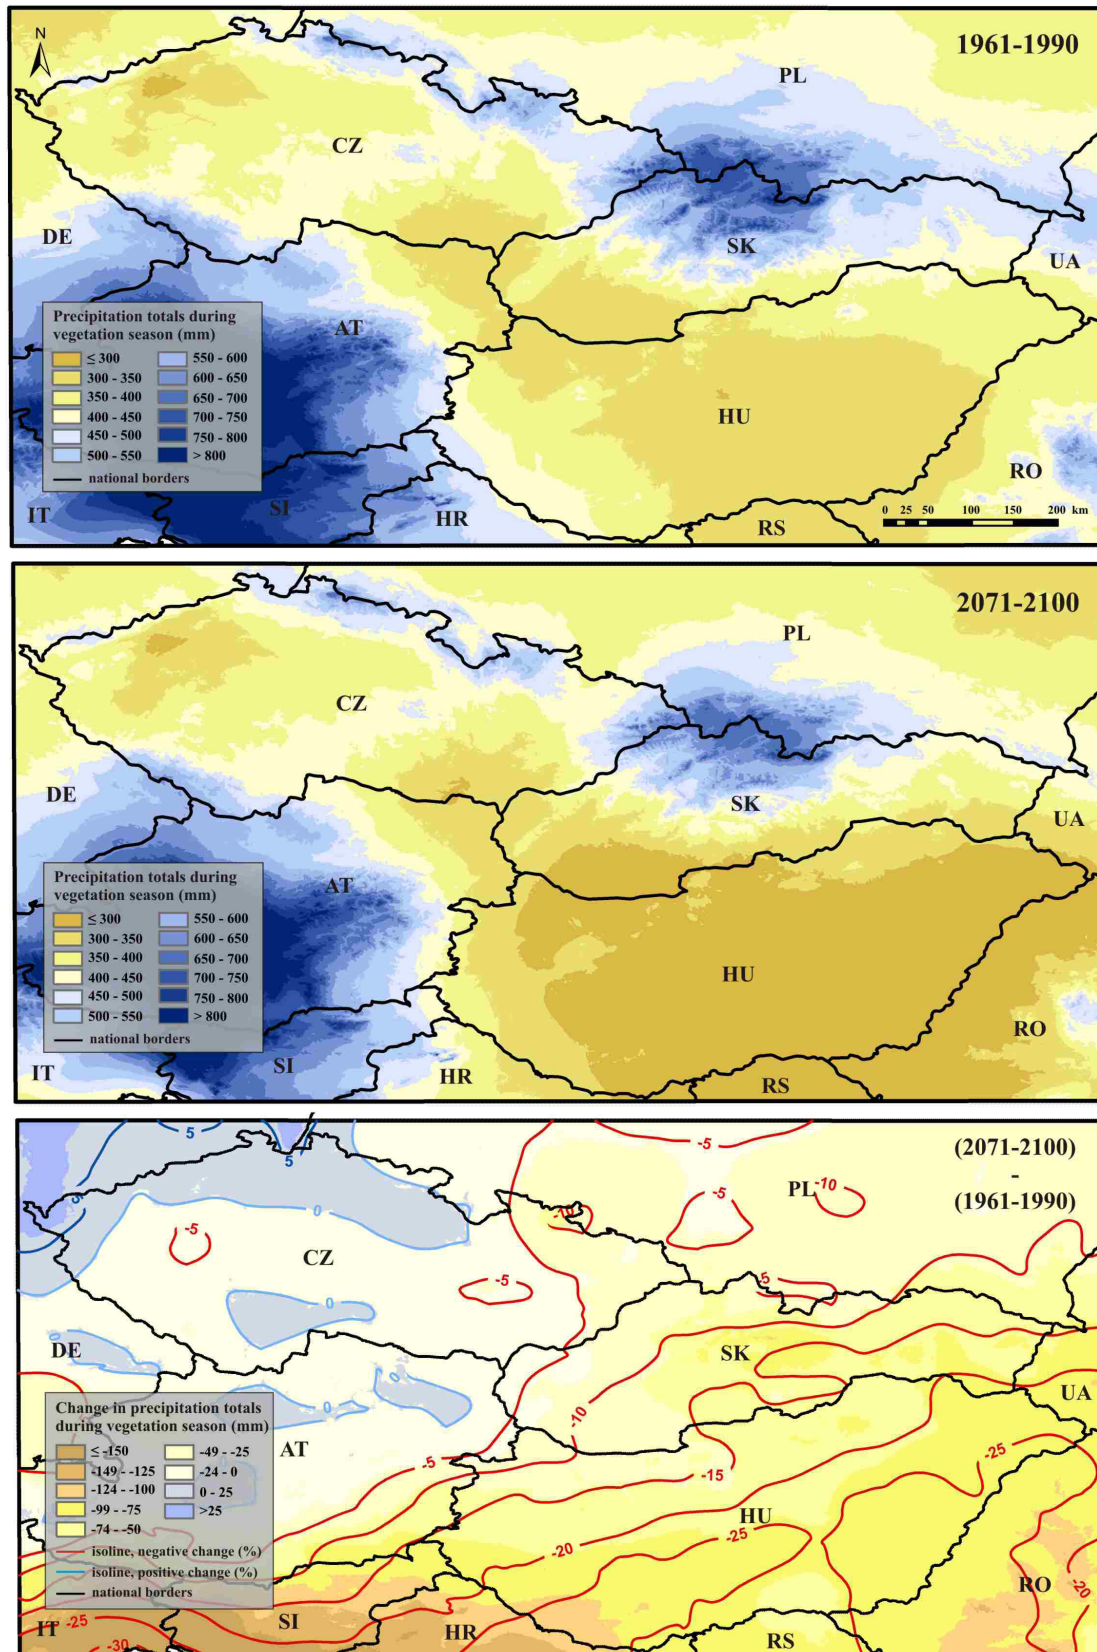 N
1961-1990
PL
CZ
DE
SK
UA
AT
HU
RO
IT
SI
HR
RS
Precipitation totals during
vegetation season (mm)
≤ 300
300 - 350
350 - 400
400 - 450
450 - 500
500 - 550
550 - 600
600 - 650
650 - 700
700 - 750
750 - 800
> 800
national borders
0 25 50 100 150 200 km
2071-2100
PL
CZ
DE
SK
UA
AT
HU
RO
IT
SI
HR
RS
Precipitation totals during
vegetation season (mm)
≤ 300
300 - 350
350 - 400
400 - 450
450 - 500
500 - 550
550 - 600
600 - 650
650 - 700
700 - 750
750 - 800
> 800
national borders
(2071-2100)
-
(1961-1990)
5
5
5
-5
-10
PL
-5
-10
0
-5
CZ
-5
-5
0
0
DE
SK
0
0
UA
-10
AT
-5
-15
-25
HU
-20
-25
RO
-20
IT
-25
-30
SI
HR
RS
Change in precipitation totals
during vegetation season (mm)
≤ -150
-149 - -125
-124 - -100
-99 - -75
-74 - -50
-49 - -25
-24 - 0
0 - 25
>25
isoline, negative change (%)
isoline, positive change (%)
national borders